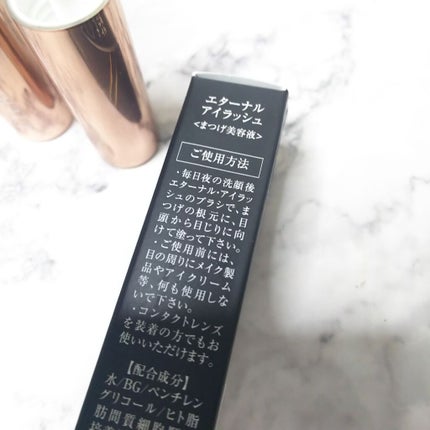 エターナル
アイラッシュ
<まつげ美容液>
ご使用方法
・毎日夜の洗顔後
エターナル・アイラッ
シュのブラシで、ま
つげの根元に、目
頭から目じりに向
けて塗って下さい。
・ご使用前には、
目の周りにメイク製
品やアイクリーム
等、何も使用しな
いで下さい。
・コンタクトレンズ
を装着の方でもお
使いいただけます。
【配合成分】
水/BG/ペンチレン
グリコール/ヒト脂
肪間質細胞